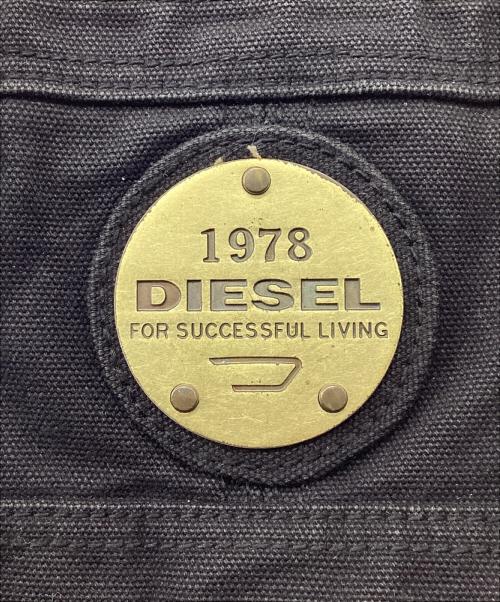 1978
DIESEL
FOR SUCCESSFUL LIVING